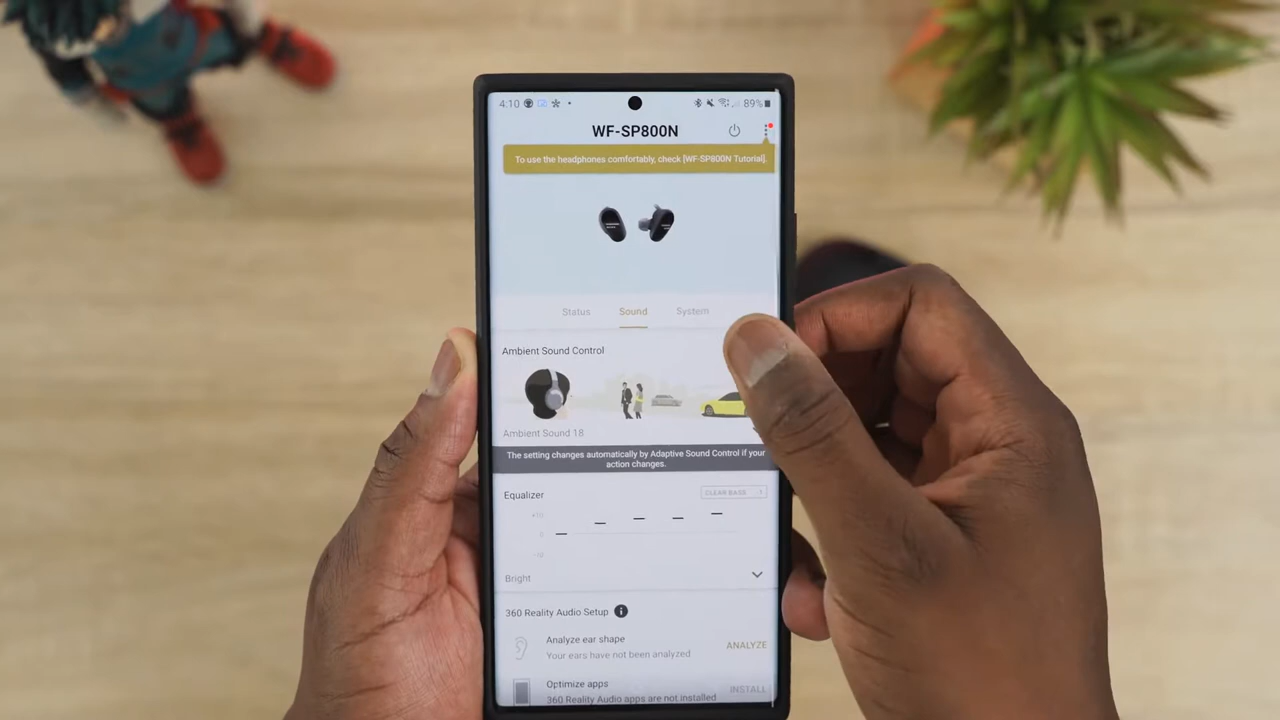 4:10
89%
WF-SP800N
To use the headphones comfortably, check [WF-SP800N Tutorial].
Status Sound System
Ambient Sound Control
Ambient Sound 18
The setting changes automatically by Adaptive Sound Control if your
action changes.
Equalizer
CLEAR BASS
+10
0
-10
Bright
360 Reality Audio Setup
Analyze ear shape
Your ears have not been analyzed
ANALYZE
Optimize apps
360 Reality Audio apps are not installed
INSTALL